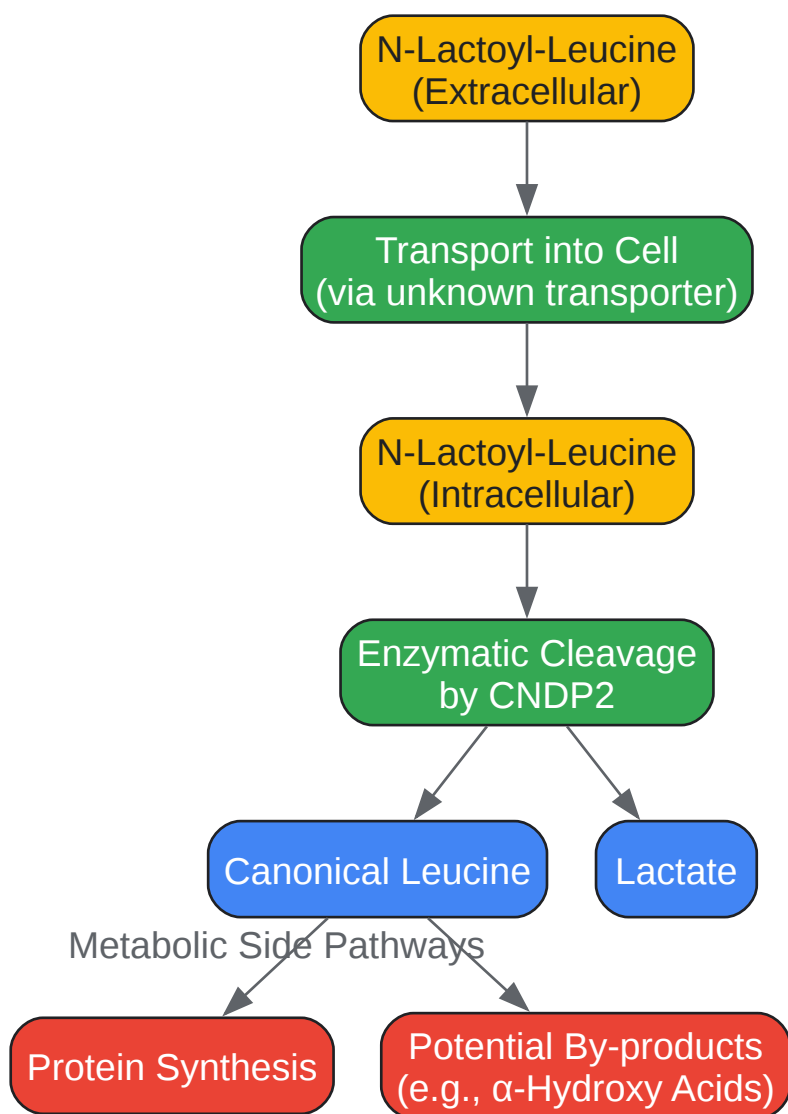 N-Lactoyl-Leucine
(Extracellular)
Transport into Cell
(via unknown transporter)
N-Lactoyl-Leucine
(Intracellular)
Enzymatic Cleavage
by CNDP2
Canonical Leucine
Lactate
Metabolic Side Pathways
Protein Synthesis
Potential By-products
(e.g., α-Hydroxy Acids)